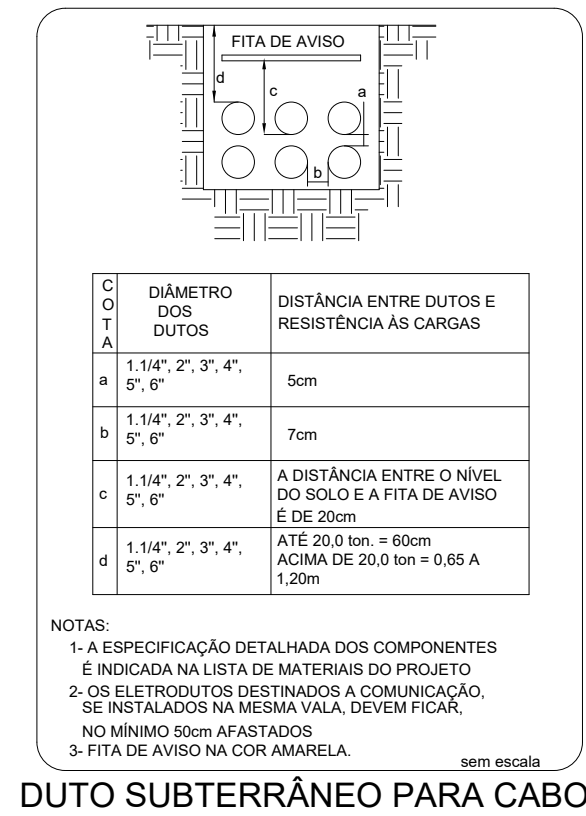 FITA DE AVISO
d
c
a
b
C
O
T
A
DIÂMETRO
DOS
DUTOS
DISTÂNCIA ENTRE DUTOS E
RESISTÊNCIA ÀS CARGAS
a
1.1/4", 2", 3", 4",
5", 6"
5cm
b
1.1/4", 2", 3", 4",
5", 6"
7cm
c
1.1/4", 2", 3", 4",
5", 6"
A DISTÂNCIA ENTRE O NÍVEL
DO SOLO E A FITA DE AVISO
É DE 20cm
d
1.1/4", 2", 3", 4",
5", 6"
ATÉ 20,0 ton. = 60cm
ACIMA DE 20,0 ton = 0,65 A
1,20m
NOTAS:
1- A ESPECIFICAÇÃO DETALHADA DOS COMPONENTES
É INDICADA NA LISTA DE MATERIAIS DO PROJETO
2- OS ELETRODUTOS DESTINADOS A COMUNICAÇÃO,
SE INSTALADOS NA MESMA VALA, DEVEM FICAR,
NO MÍNIMO 50cm AFASTADOS
3- FITA DE AVISO NA COR AMARELA.
sem escala
DUTO SUBTERRÂNEO PARA CABO